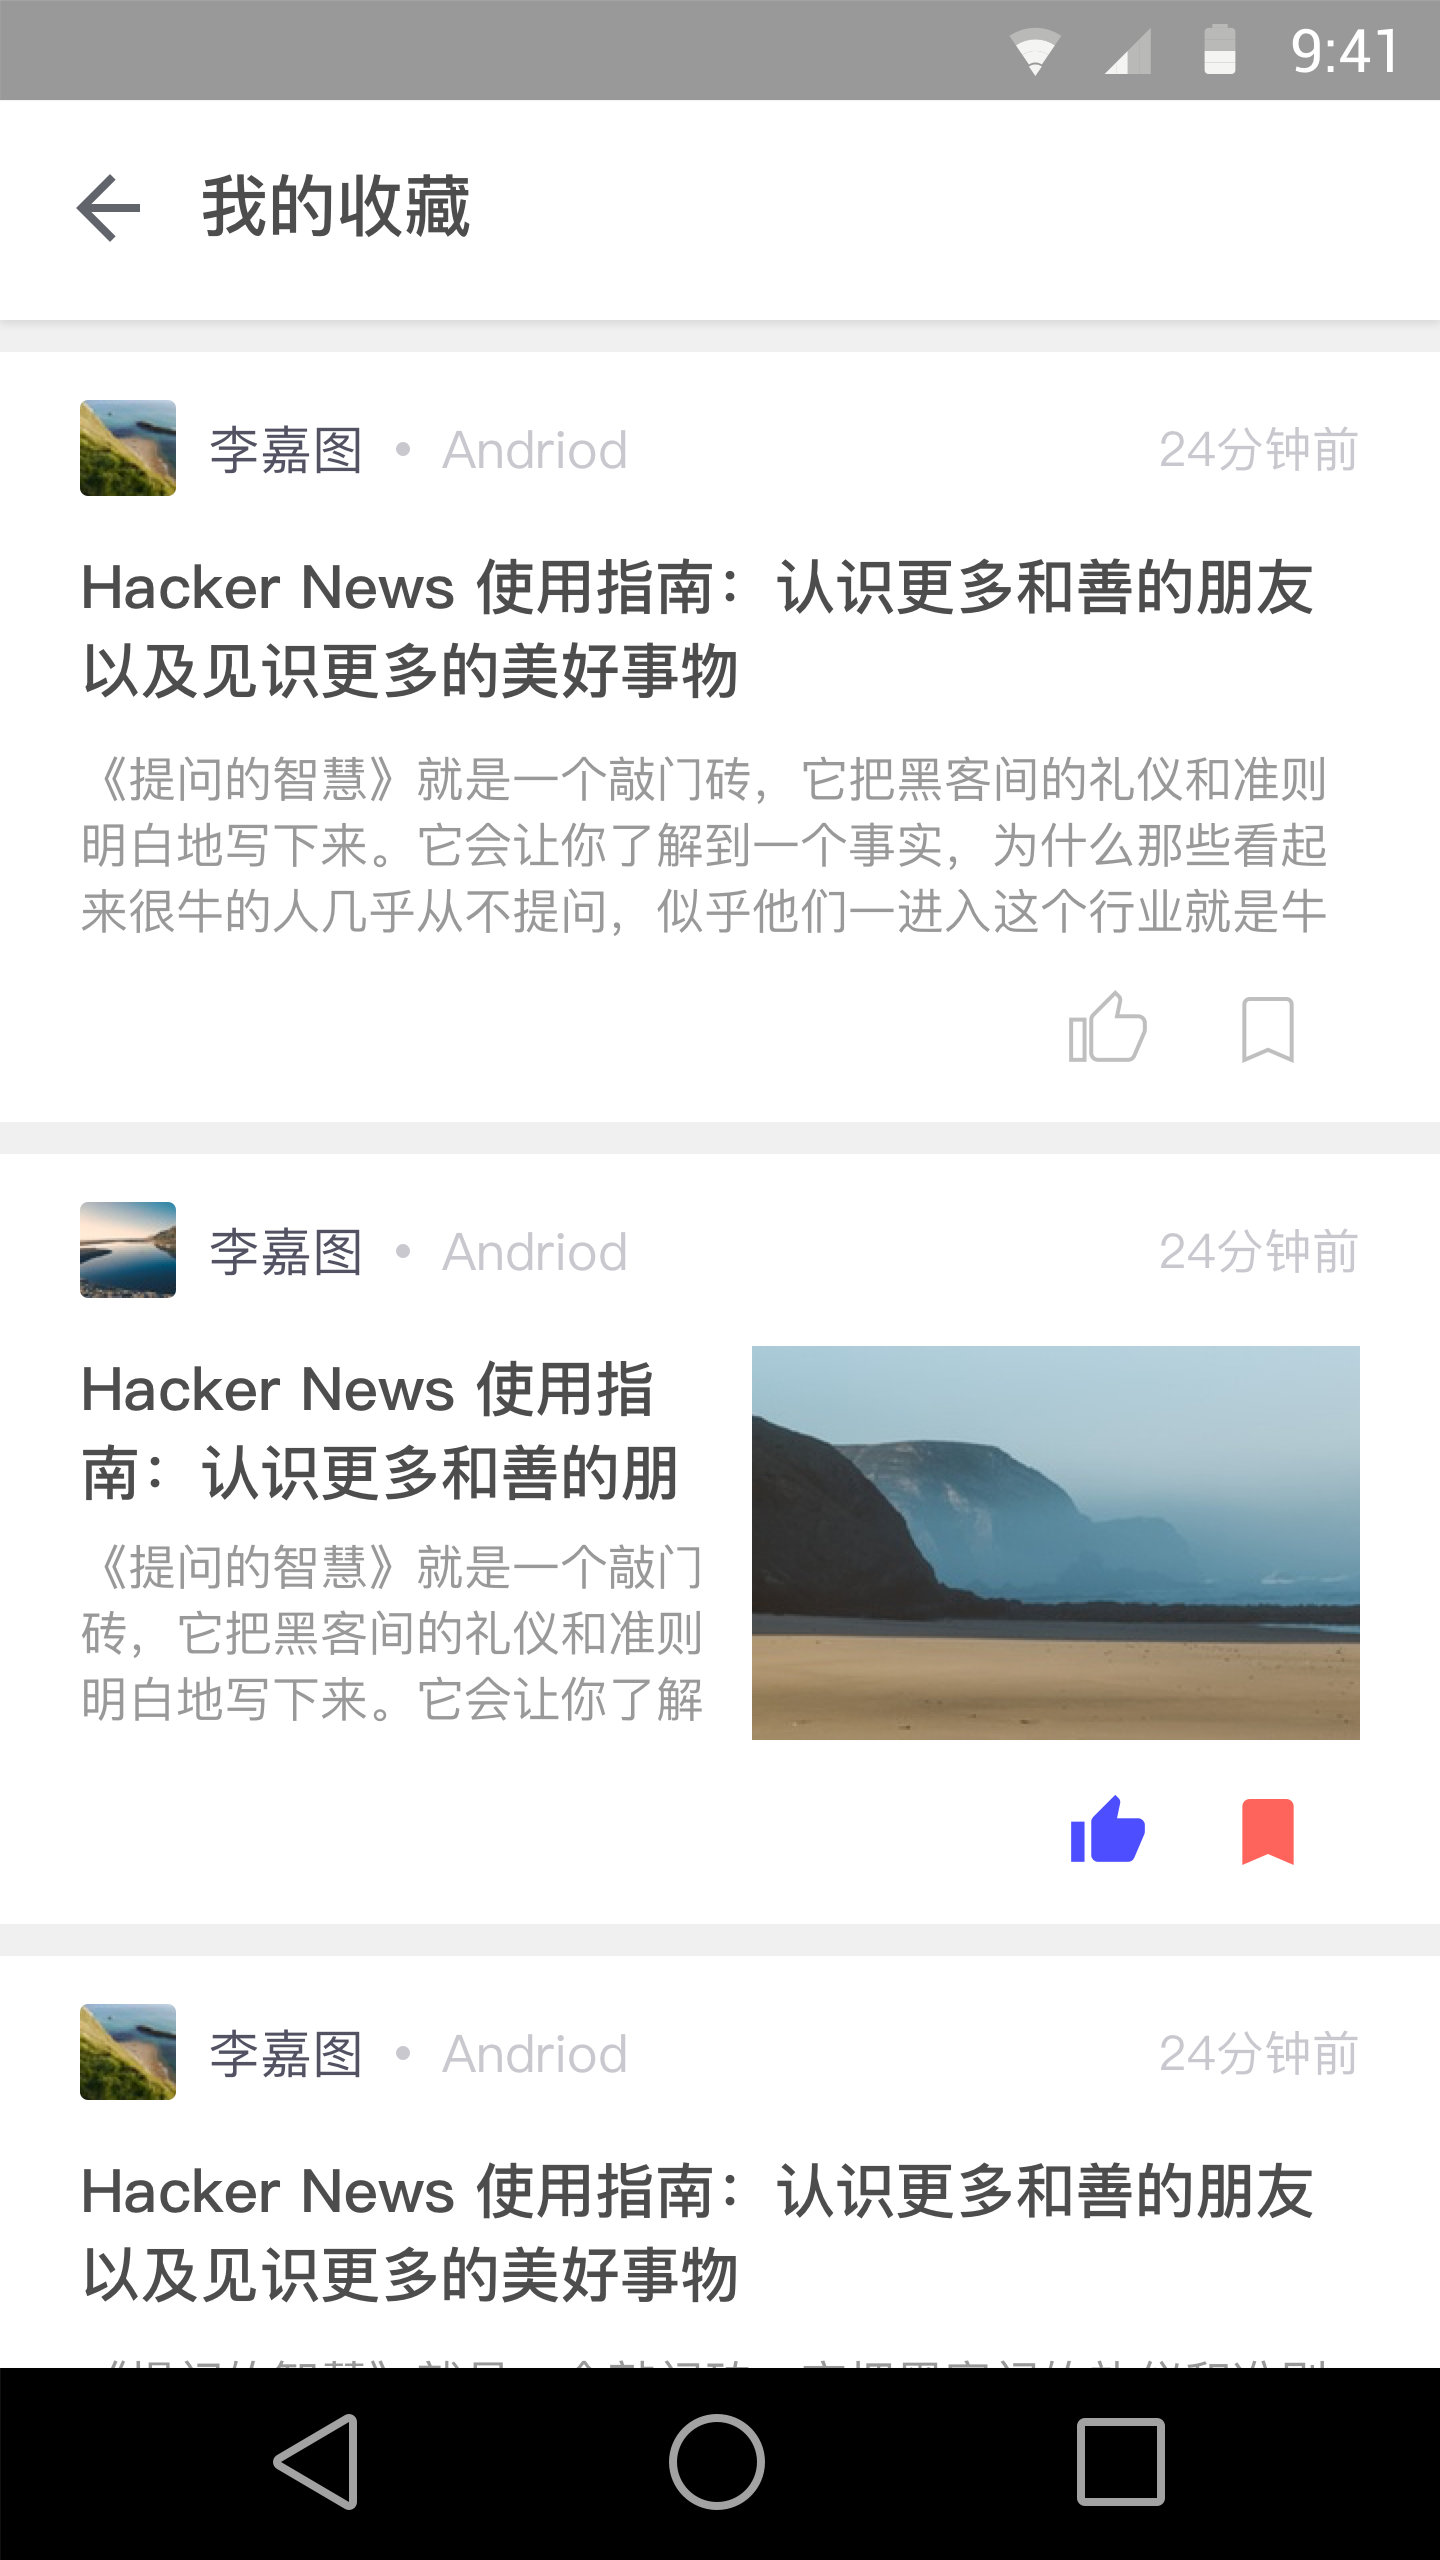 9:41
我的收藏
李嘉图 • Andriod 24分钟前
Hacker News 使用指南：认识更多和善的朋友
以及见识更多的美好事物
《提问的智慧》就是一个敲门砖，它把黑客间的礼仪和准则
明白地写下来。它会让你了解到一个事实，为什么那些看起
来很牛的人几乎从不提问，似乎他们一进入这个行业就是牛
李嘉图 • Andriod 24分钟前
Hacker News 使用指
南：认识更多和善的朋
《提问的智慧》就是一个敲门
砖，它把黑客间的礼仪和准则
明白地写下来。它会让你了解
李嘉图 • Andriod 24分钟前
Hacker News 使用指南：认识更多和善的朋友
以及见识更多的美好事物